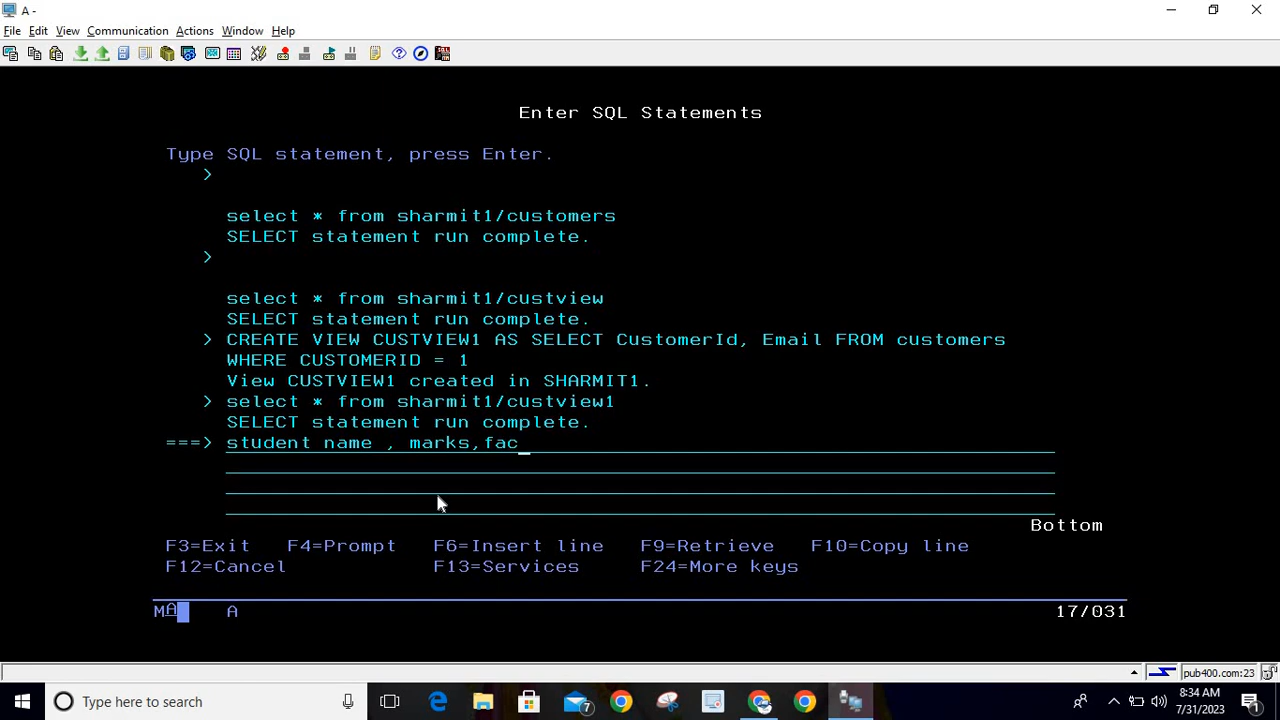 A -
File Edit View Communication Actions Window Help
Enter SQL Statements
Type SQL statement, press Enter.
>
select * from sharmit1/customers
SELECT statement run complete.
>
select * from sharmit1/custview
SELECT statement run complete.
> CREATE VIEW CUSTVIEW1 AS SELECT CustomerId, Email FROM customers
WHERE CUSTOMERID = 1
View CUSTVIEW1 created in SHARMIT1.
> select * from sharmit1/custview1
SELECT statement run complete.
===> student name , marks,fac_
Bottom
F3=Exit F4=Prompt F6=Insert line F9=Retrieve F10=Copy line
F12=Cancel F13=Services F24=More keys
MA A 17/031
pub400.com:23
Type here to search 7 8:34 AM
7/31/2023 1